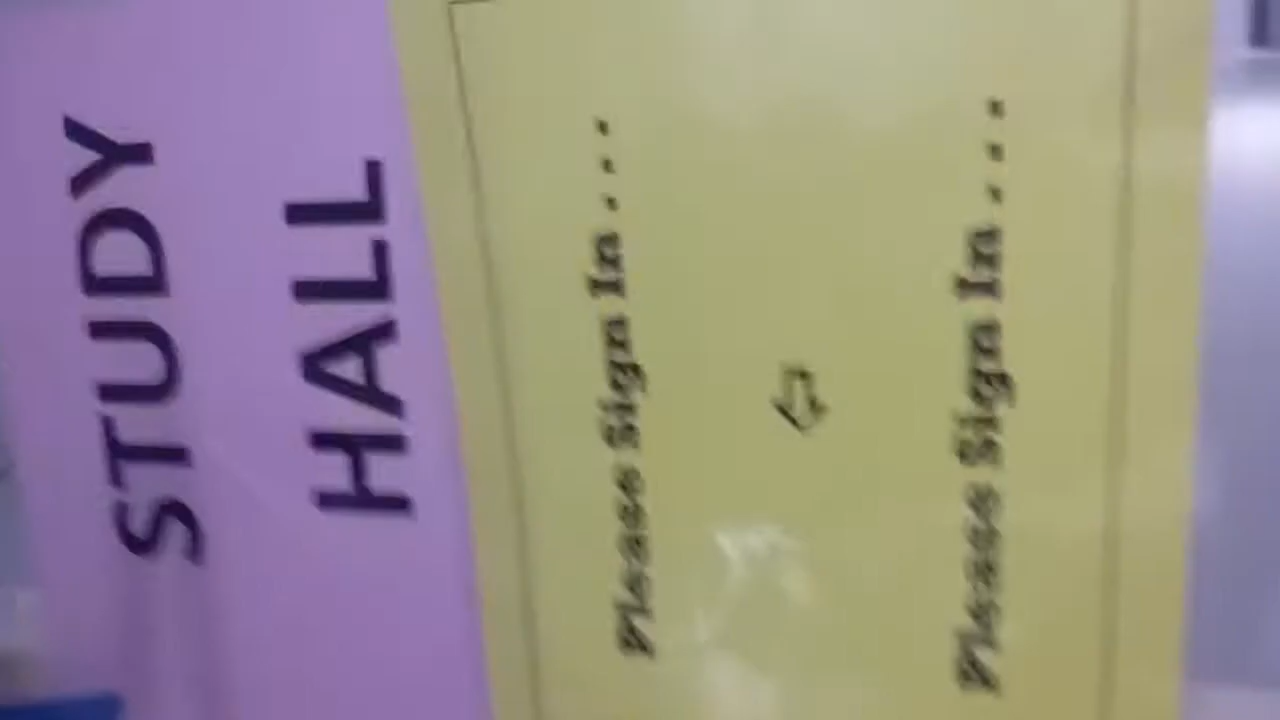 STUDY
HALL
Please Sign In . . .
Please Sign In . . .